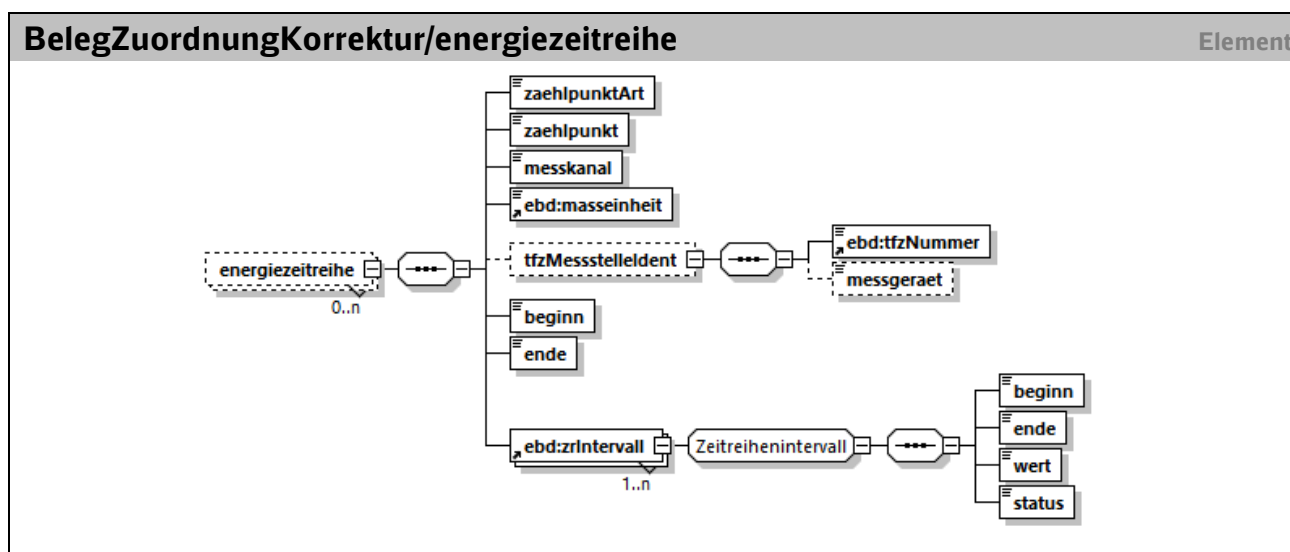 BelegZuordnungKorrektur/energiezeitreihe Element
zaehlpunktArt
zaehlpunkt
messkanal
ebd:masseinheit
energiezeitreihe
0..n
tfzMessstelleIdent
ebd:tfzNummer
messgeraet
beginn
ende
ebd:zrIntervall
1..n
Zeitreihenintervall
beginn
ende
wert
status